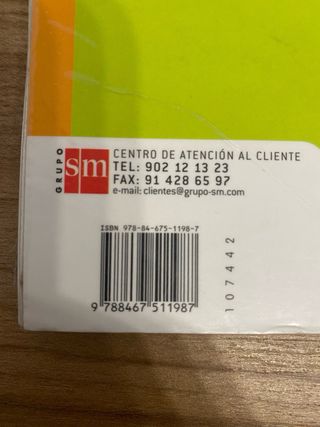 GRUPO
sm
CENTRO DE ATENCIÓN AL CLIENTE
TEL: 902 12 13 23
FAX: 91 428 65 97
e-mail: clientes@grupo-sm.com
ISBN 978-84-675-1198-7
9 788467 511987
107442